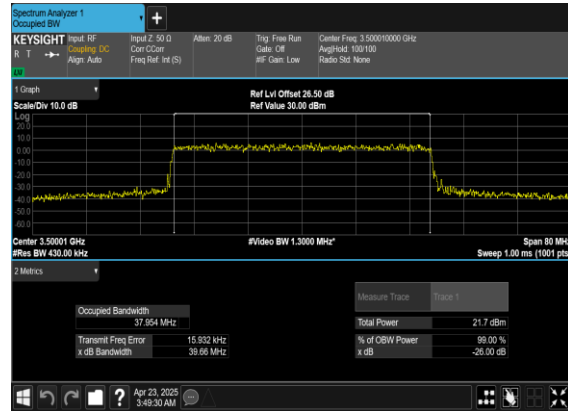 Spectrum Analyzer 1
Occupied BW
+
KEYSIGHT Input: RF Input Z: 50 Ω Atten: 20 dB Trig: Free Run Center Freq: 3.500010000 GHz
R T Coupling: DC Corr CCorr Gate: Off Avg|Hold: 100/100
Align: Auto Freq Ref: Int (S) #IF Gain: Low Radio Std: None
1 Graph
Ref Lvl Offset 26.50 dB
Scale/Div 10.0 dB Ref Value 30.00 dBm
Log
20.0
10.0
0.00
-10.0
-20.0
-30.0
-40.0
-50.0
-60.0
Center 3.50001 GHz #Video BW 1.3000 MHz* Span 80 MHz
#Res BW 430.00 kHz Sweep 1.00 ms (1001 pts
2 Metrics
Measure Trace Trace 1
Occupied Bandwidth
37.954 MHz Total Power 21.7 dBm
Transmit Freq Error 15.932 kHz % of OBW Power 99.00 %
x dB Bandwidth 39.66 MHz x dB -26.00 dB
? Apr 23, 2025
3:49:30 AM